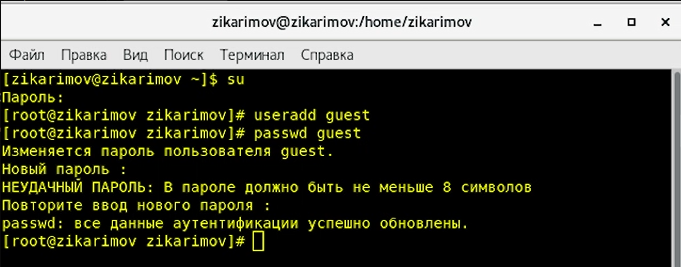 zikarimov@zikarimov:/home/zikarimov
Файл Правка Вид Поиск Терминал Справка
[zikarimov@zikarimov ~]$ su
Пароль:
[root@zikarimov zikarimov]# useradd guest
[root@zikarimov zikarimov]# passwd guest
Изменяется пароль пользователя guest.
Новый пароль :
НЕУДАЧНЫЙ ПАРОЛЬ: В пароле должно быть не меньше 8 символов
Повторите ввод нового пароля :
passwd: все данные аутентификации успешно обновлены.
[root@zikarimov zikarimov]#